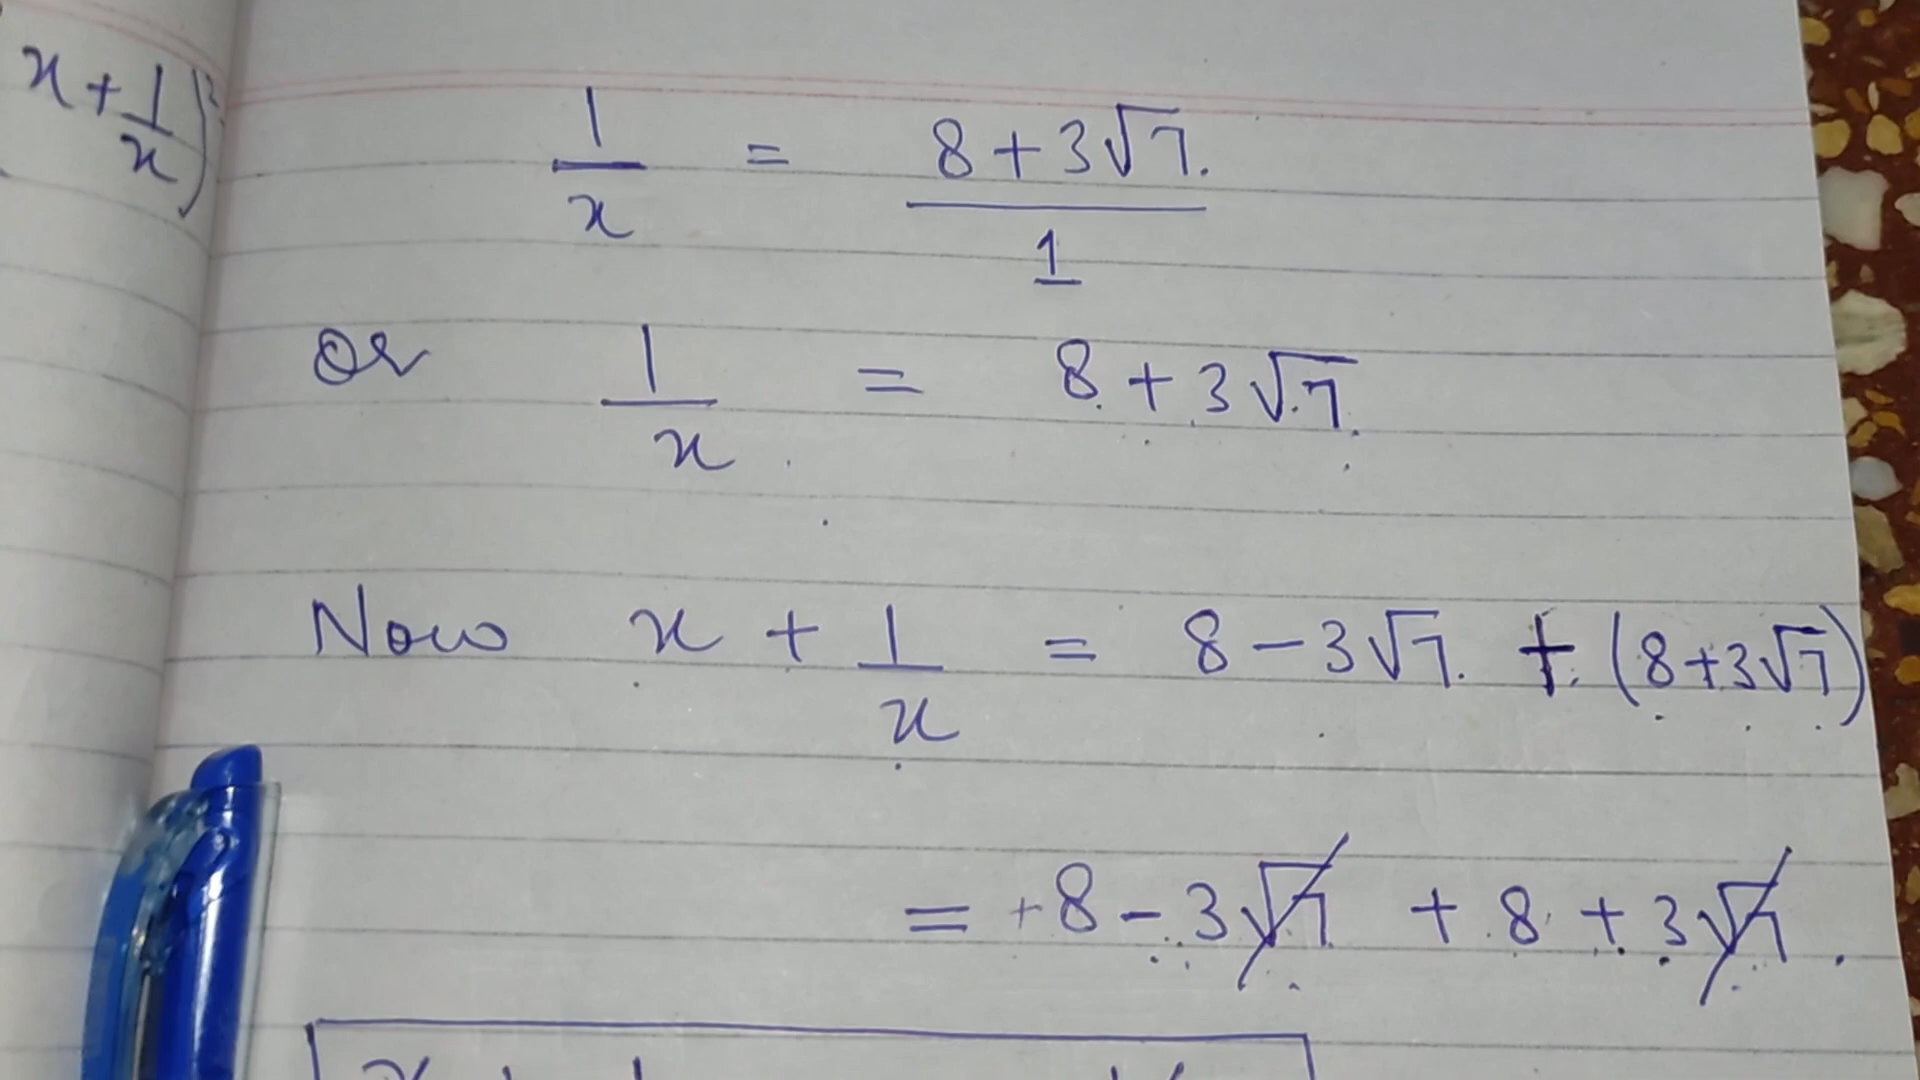 x + 1/x)²
1/x = 8+3√7/1
or 1/x = 8+3√7
Now x + 1/x = 8-3√7 + (8+3√7)
= +8-3√7 + 8 + 3√7